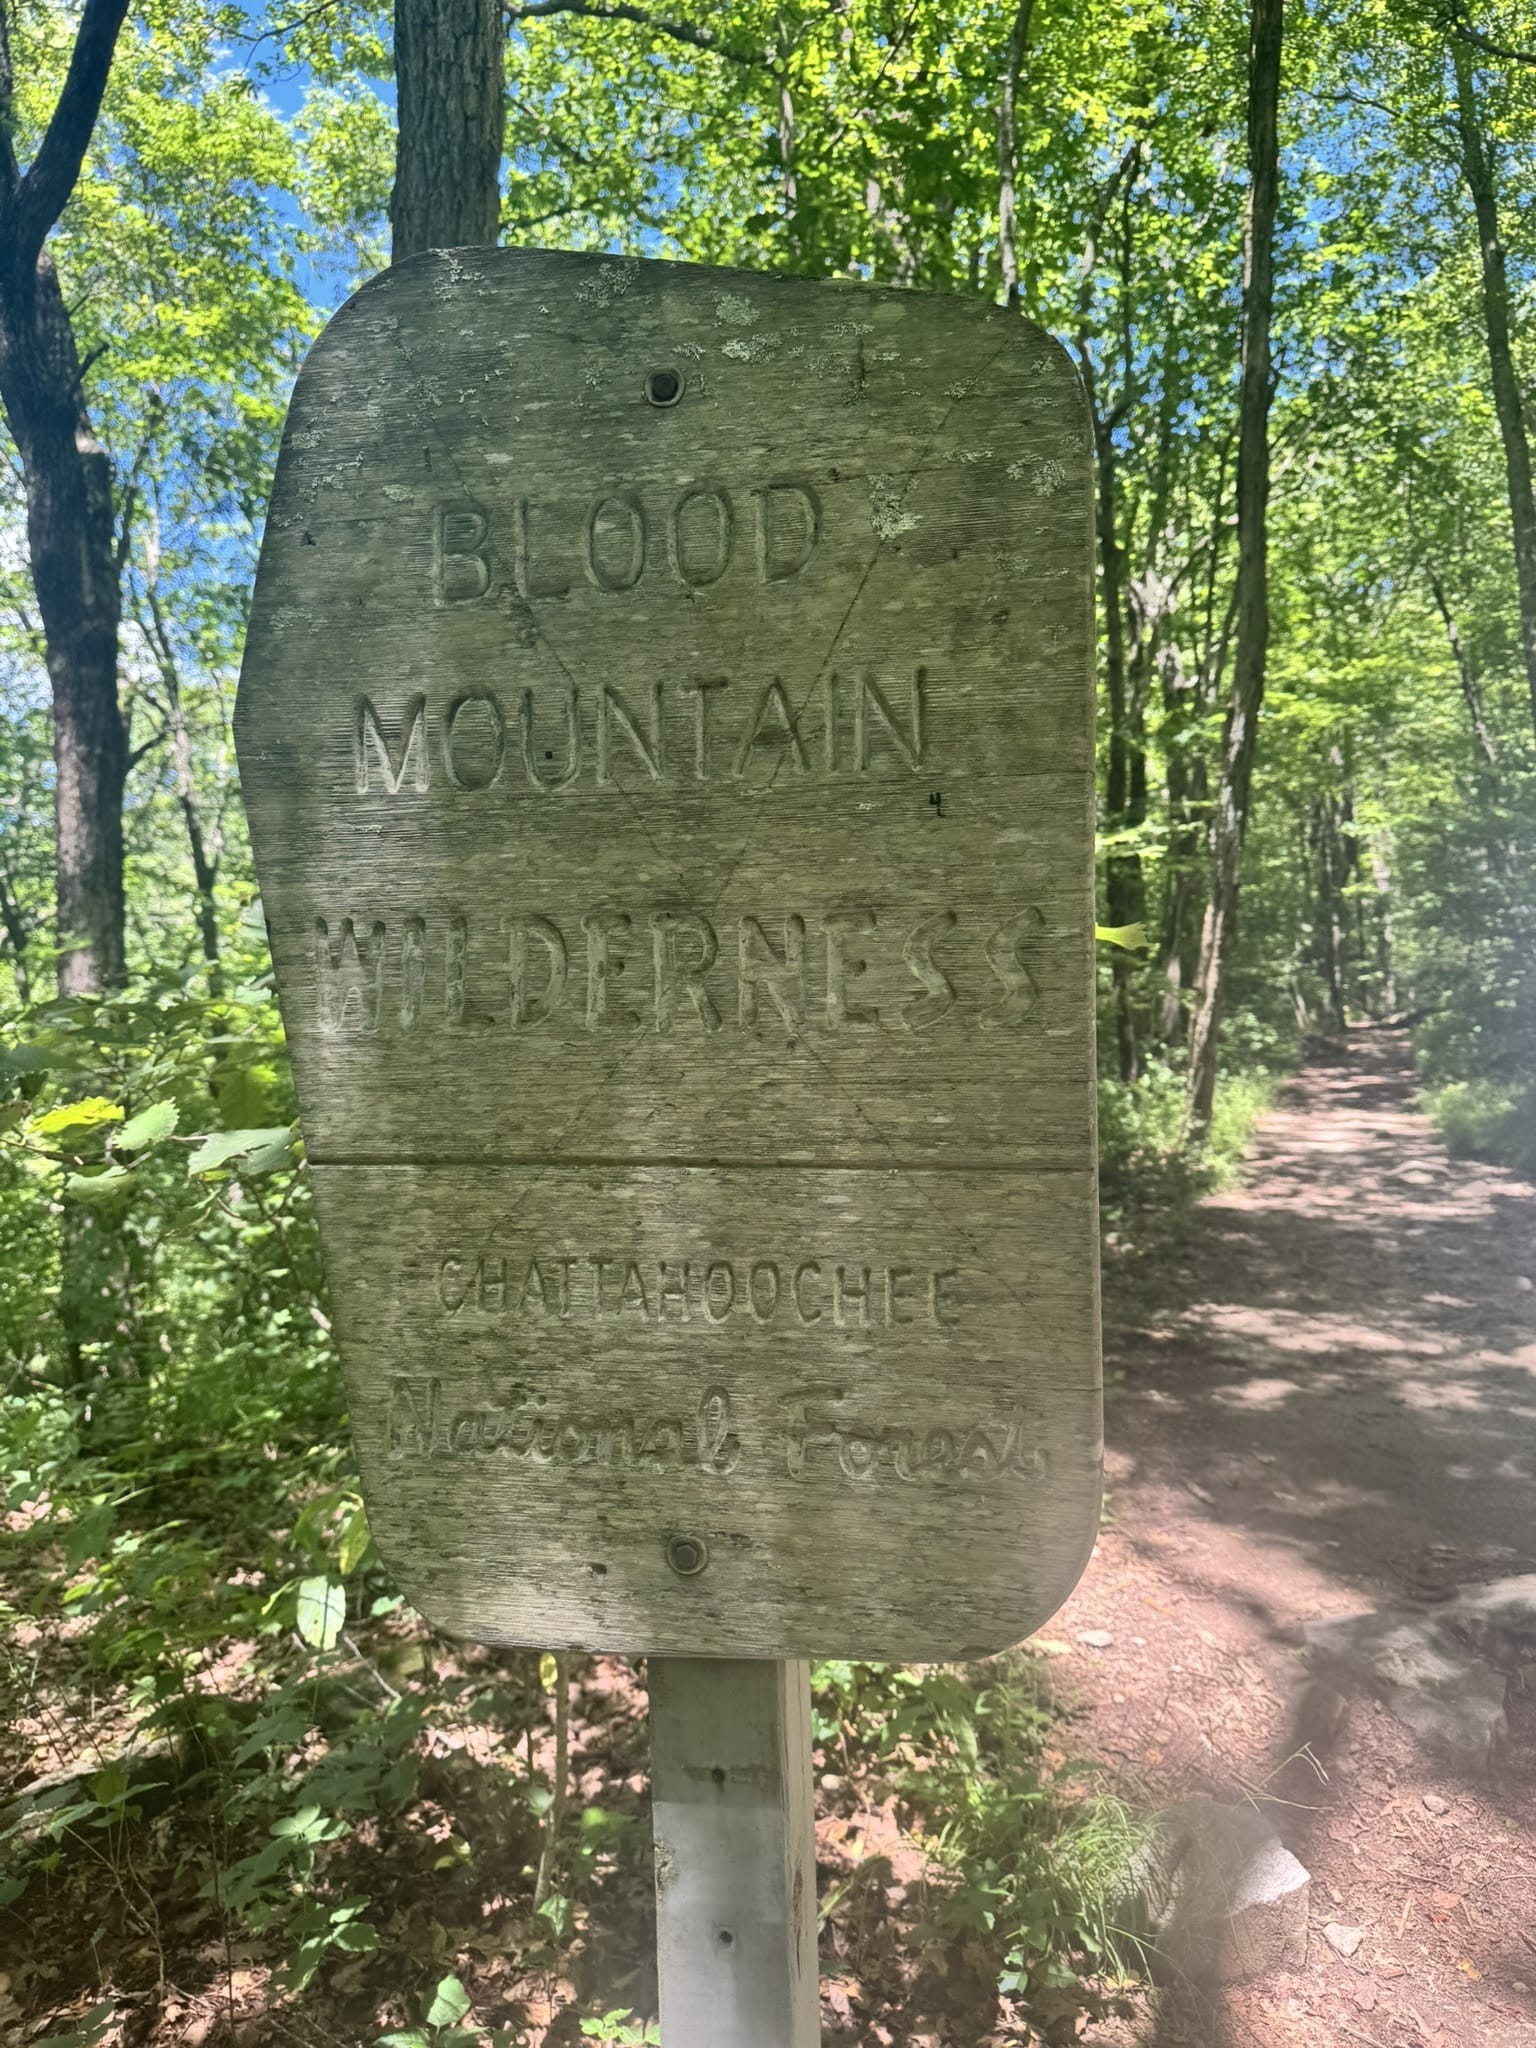 BLOOD
MOUNTAIN
WILDERNESS
CHATTAHOOCHEE
National Forest